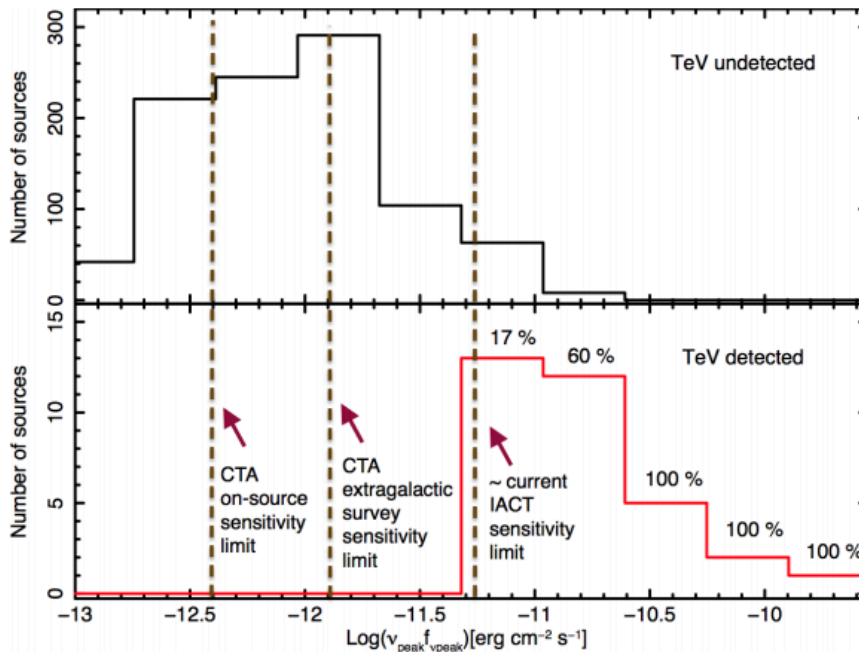 300
TeV undetected
200
Number of sources
100
0
15
17 %
60 %
TeV detected
10
Number of sources
CTA
on-source
sensitivity
limit
CTA
extragalactic
survey
sensitivity
limit
~ current
IACT
sensitivity
limit
100 %
100 %
100 %
5
0
−13
−12.5
−12
−11.5
−11
−10.5
−10
Log(νpeakfνpeak)[erg cm−2 s−1]